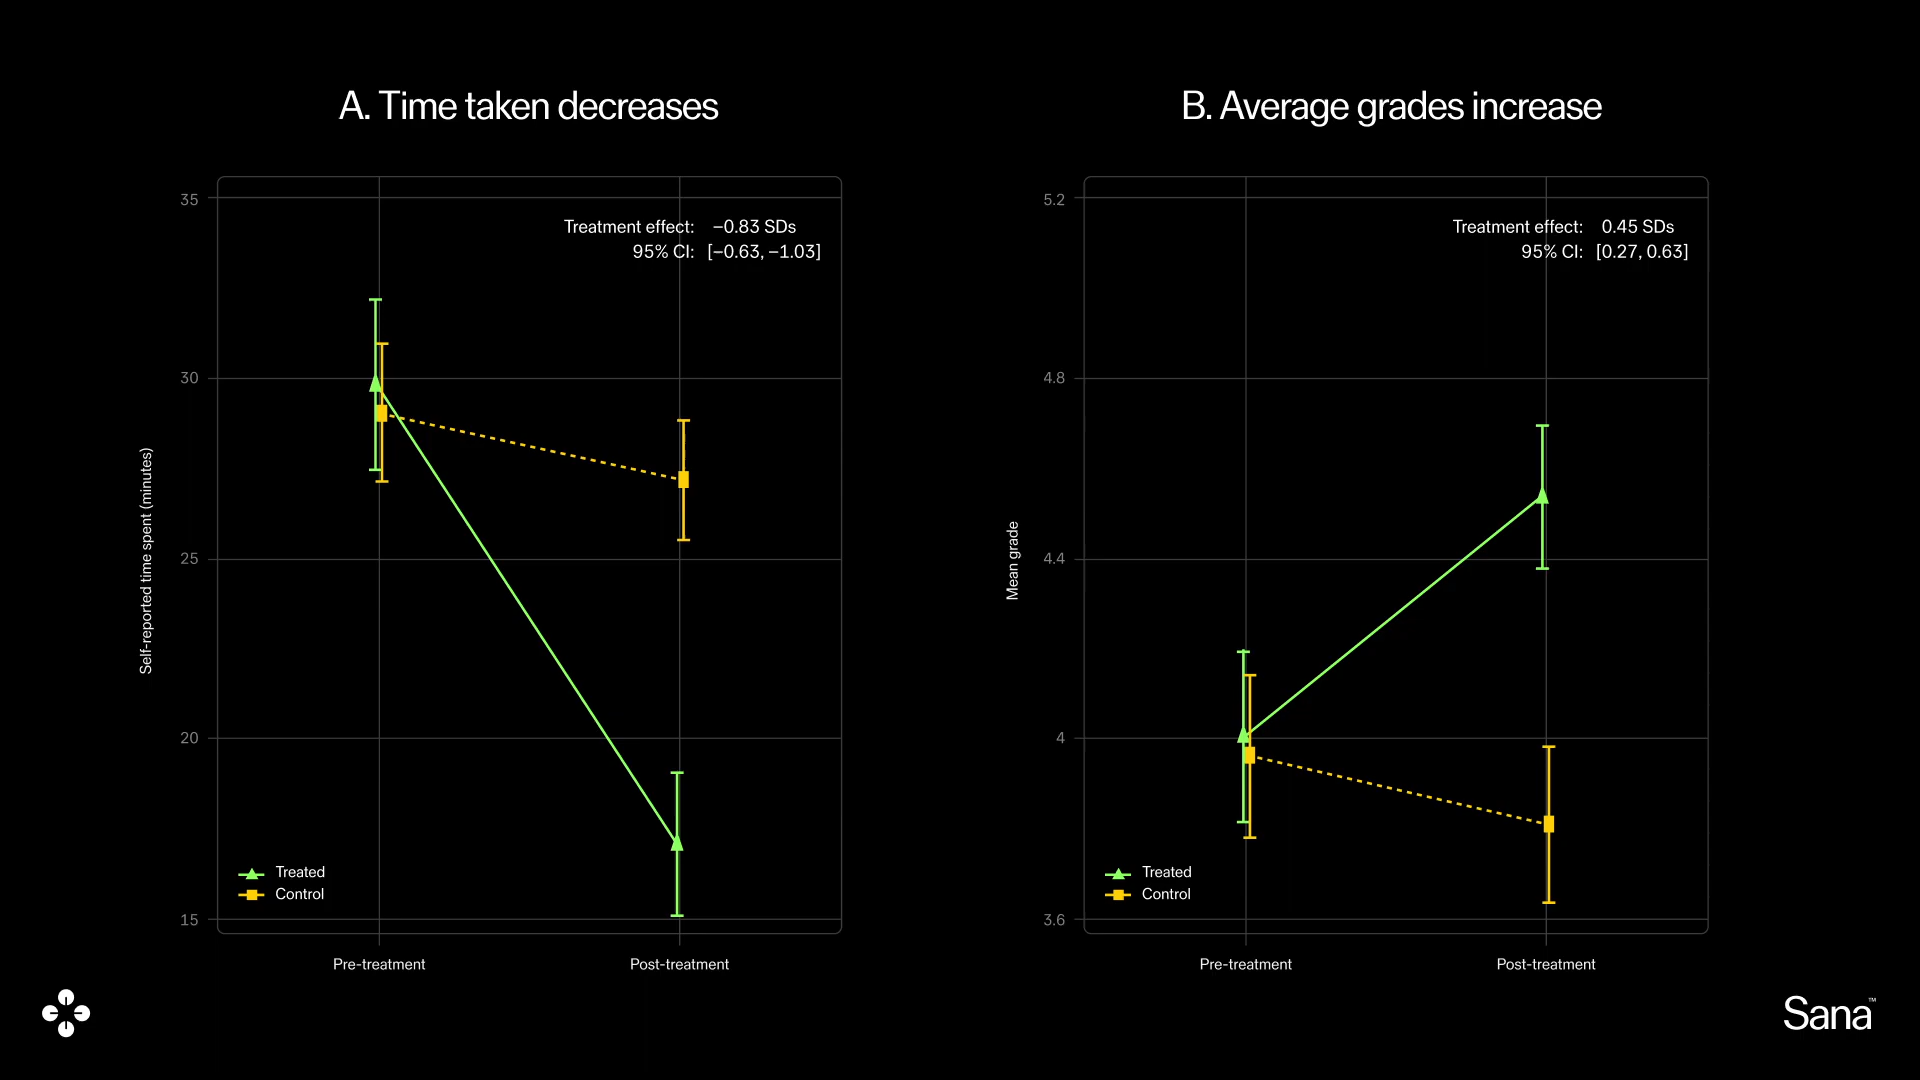 A. Time taken decreases
35
30
25
20
15
Self-reported time spent (minutes)
Treatment effect: −0.83 SDs
95% CI: [−0.63, −1.03]
Treated
Control
Pre-treatment
Post-treatment
B. Average grades increase
5.2
4.8
4.4
4
3.6
Mean grade
Treatment effect: 0.45 SDs
95% CI: [0.27, 0.63]
Treated
Control
Pre-treatment
Post-treatment
Sana™